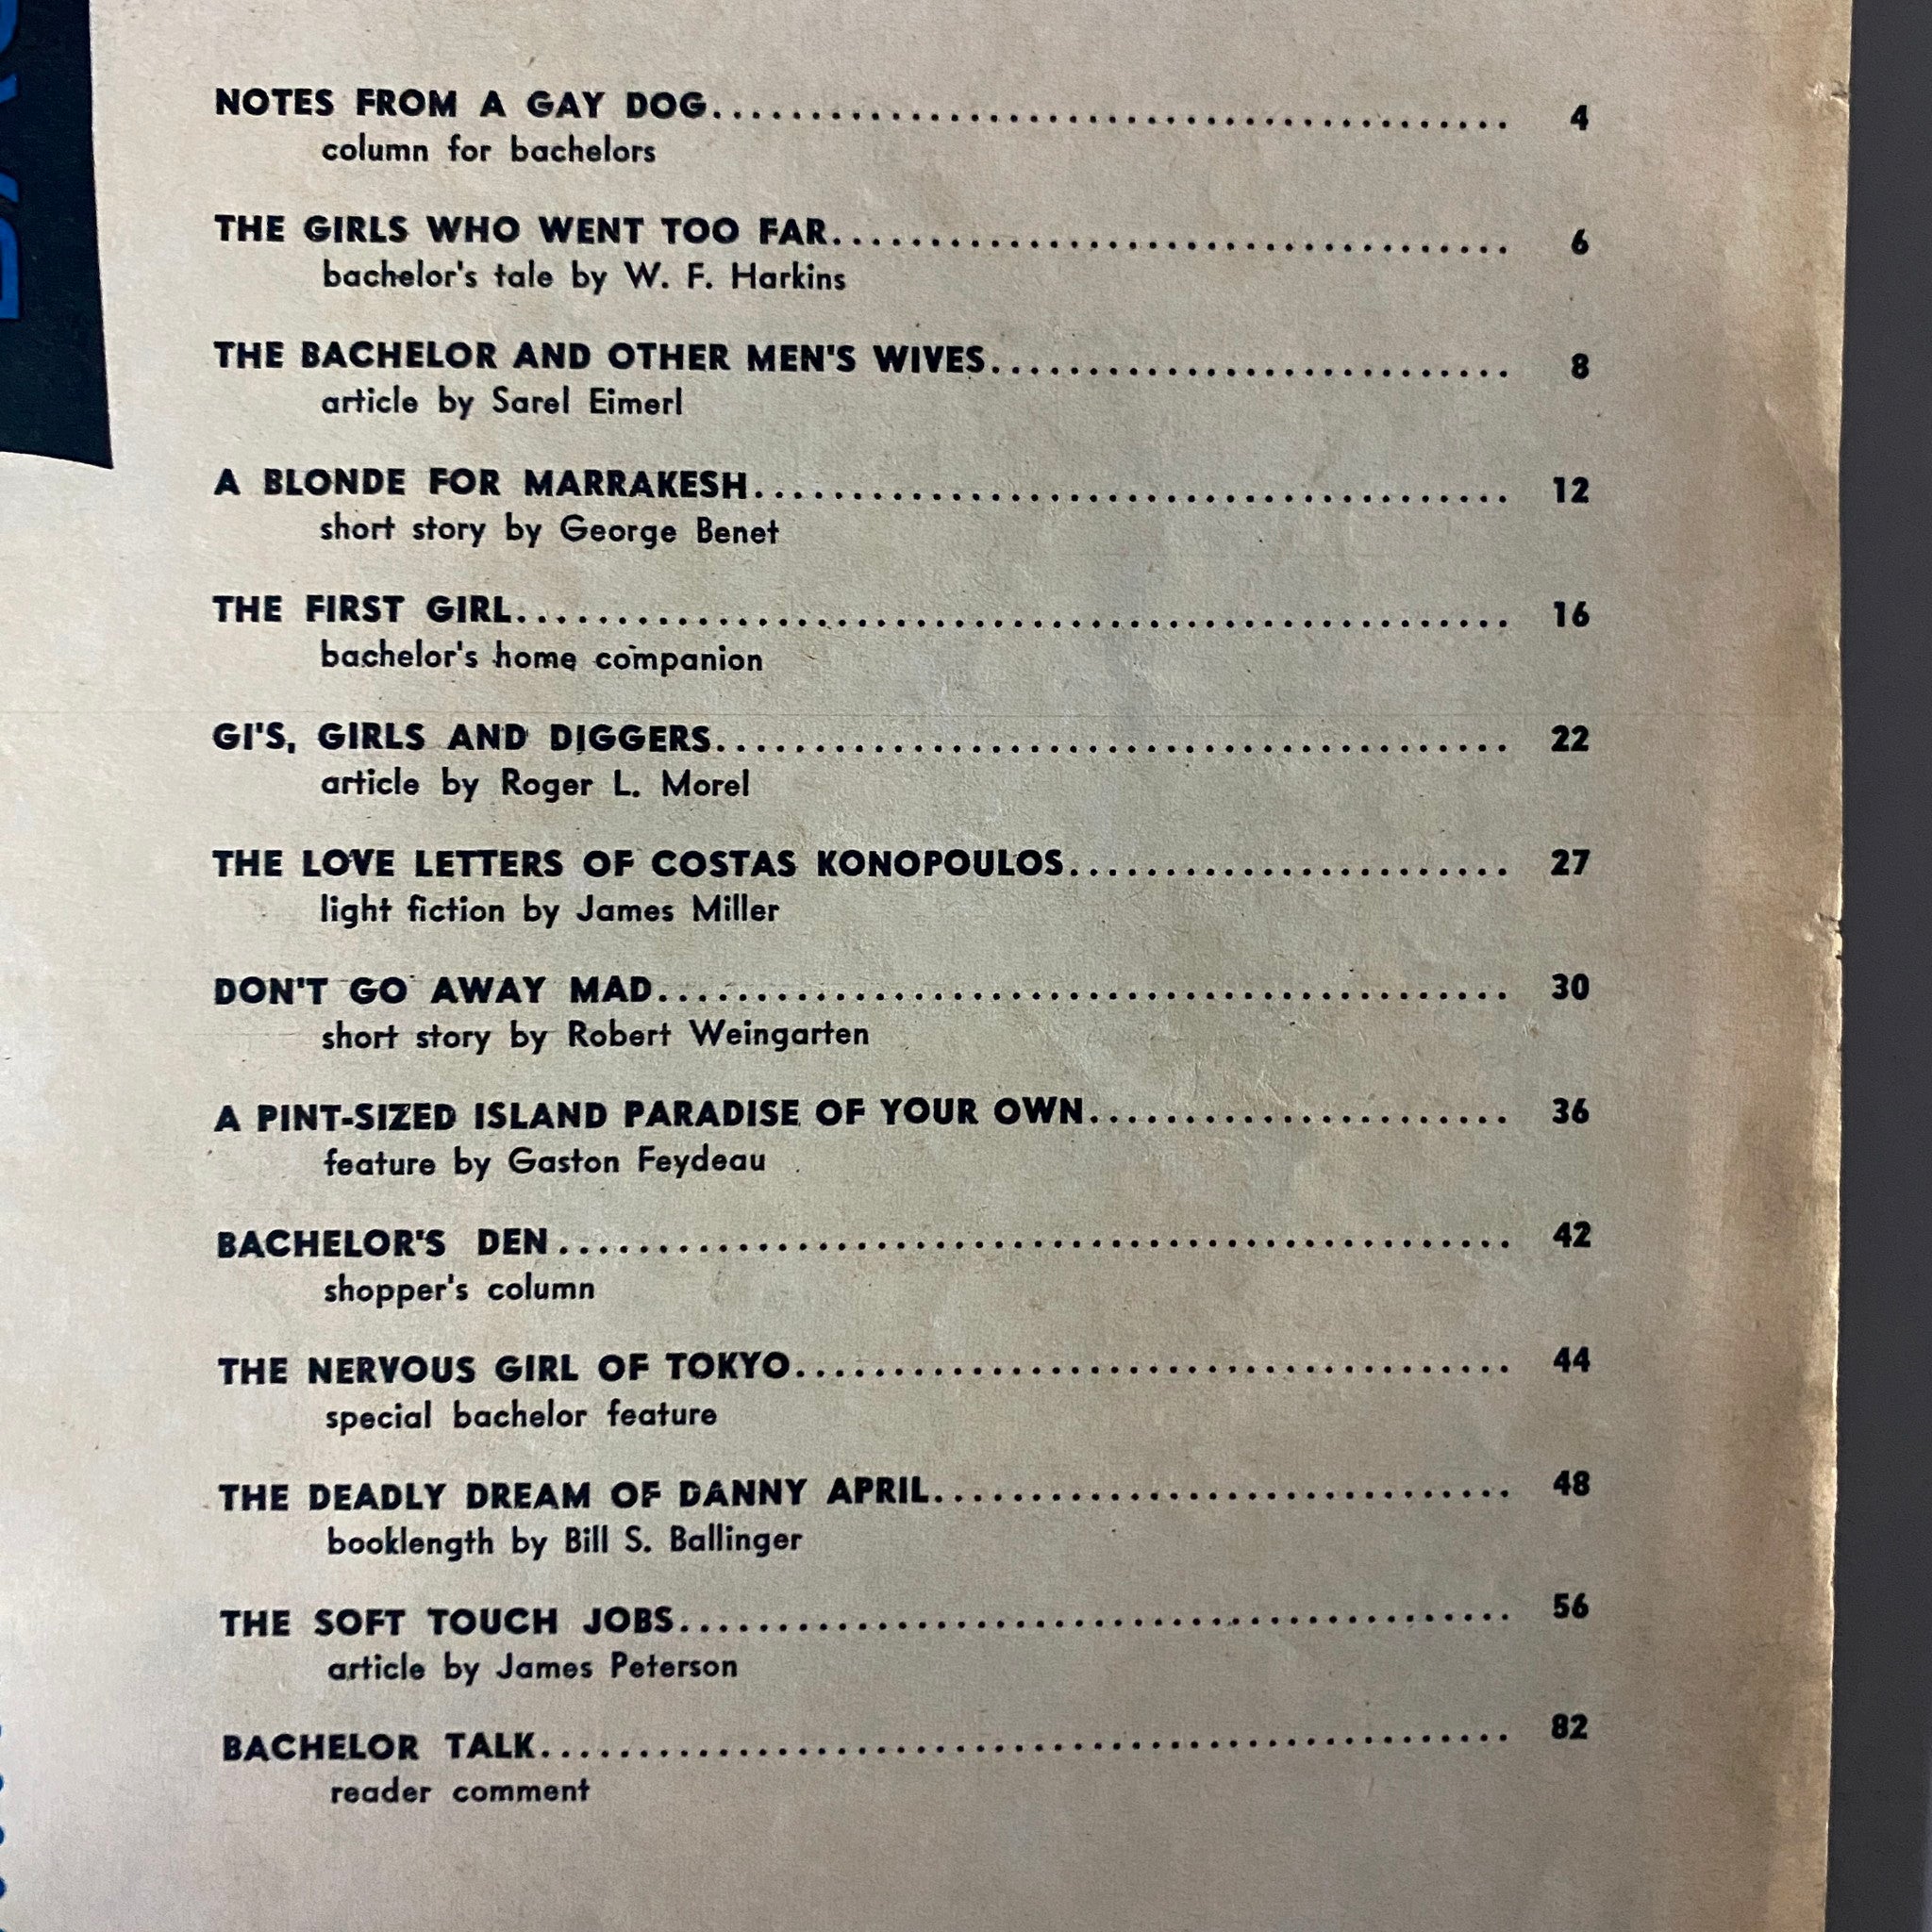 NOTES FROM A GAY DOG........................................ 4
column for bachelors
THE GIRLS WHO WENT TOO FAR.................................. 6
bachelor's tale by W. F. Harkins
THE BACHELOR AND OTHER MEN'S WIVES........................... 8
article by Sarel Eimerl
A BLONDE FOR MARRAKESH...................................... 12
short story by George Benet
THE FIRST GIRL.................................................. 16
bachelor's home companion
GI'S, GIRLS AND DIGGERS........................................ 22
article by Roger L. Morel
THE LOVE LETTERS OF COSTAS KONOPOULOS....................... 27
light fiction by James Miller
DON'T GO AWAY MAD........................................... 30
short story by Robert Weingarten
A PINT-SIZED ISLAND PARADISE OF YOUR OWN...................... 36
feature by Gaston Feydeau
BACHELOR'S DEN................................................ 42
shopper's column
THE NERVOUS GIRL OF TOKYO.................................... 44
special bachelor feature
THE DEADLY DREAM OF DANNY APRIL............................. 48
booklength by Bill S. Ballinger
THE SOFT TOUCH JOBS.......................................... 56
article by James Peterson
BACHELOR TALK................................................. 82
reader comment